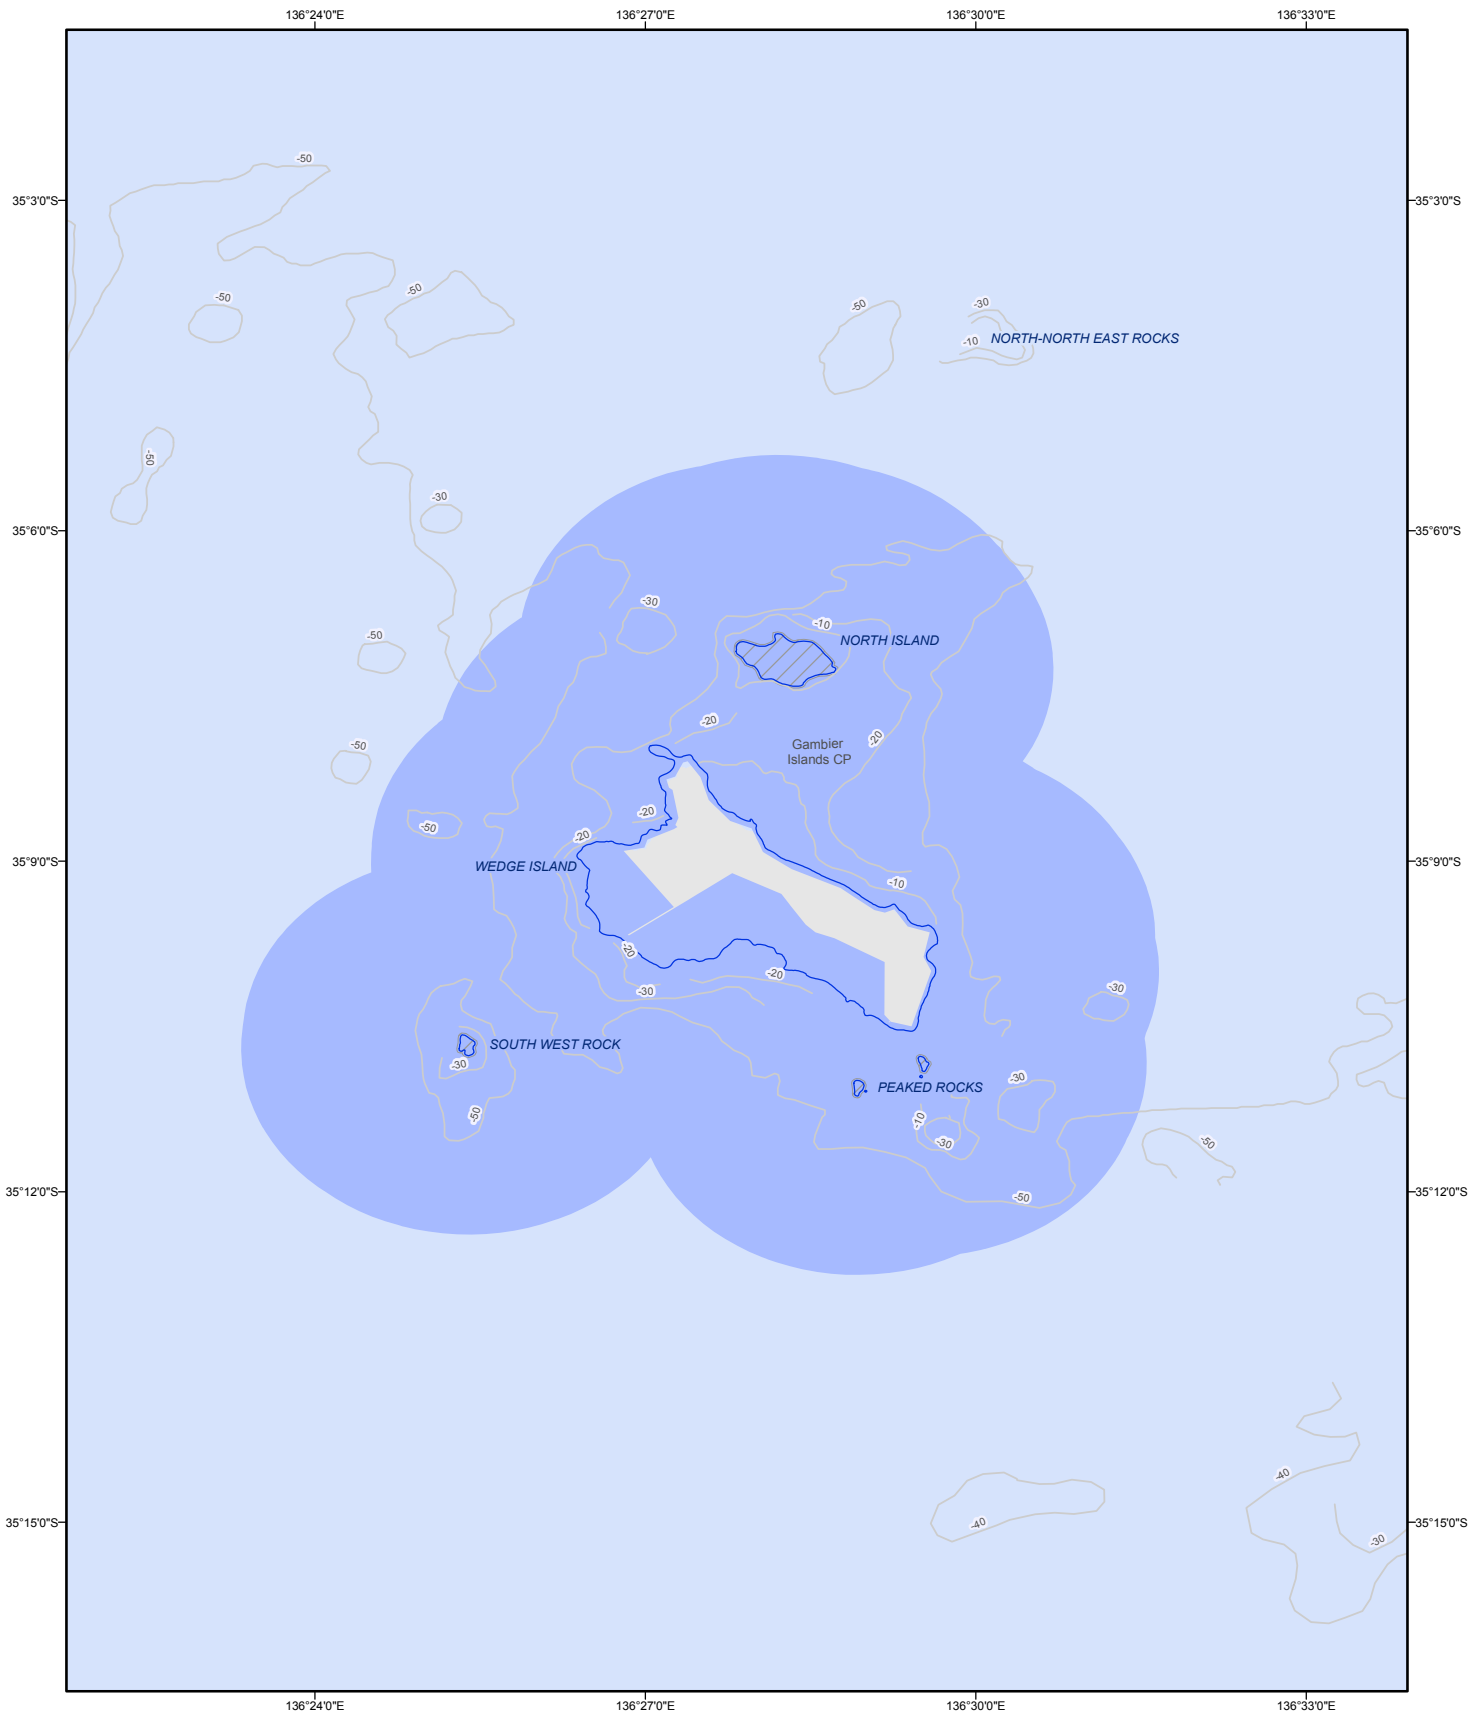 136°24'0"E
136°27'0"E
136°30'0"E
136°33'0"E
-50
35°3'0"S
35°3'0"S
-50
-50
-50
-30
-10
NORTH-NORTH EAST ROCKS
-50
-30
35°6'0"S
35°6'0"S
-30
-10
-50
NORTH ISLAND
-20
-20
-50
Gambier
Islands CP
-20
-50
-20
35°9'0"S
35°9'0"S
WEDGE ISLAND
-10
-20
-20
-30
-30
SOUTH WEST ROCK
-30
-30
PEAKED ROCKS
-50
-10
-30
-50
35°12'0"S
35°12'0"S
-50
-40
-40
35°15'0"S
35°15'0"S
-30
136°24'0"E
136°27'0"E
136°30'0"E
136°33'0"E